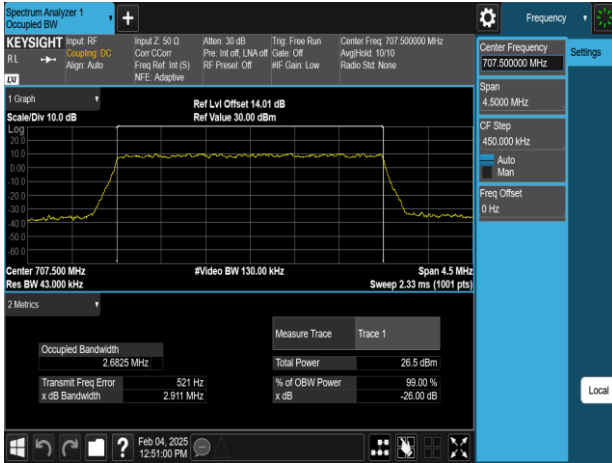 Spectrum Analyzer 1
Occupied BW
+
Frequency
KEYSIGHT
RL
LXI
Input: RF
Coupling: DC
Align: Auto
Input Z: 50 Ω
Corr CCorr
Freq Ref: Int (S)
NFE: Adaptive
Atten: 30 dB
Pre: Int off, LNA off
RF Preset: Off
Trig: Free Run
Gate: Off
#IF Gain: Low
Center Freq: 707.500000 MHz
Avg|Hold: 10/10
Radio Std: None
Center Frequency
707.500000 MHz
Settings
Span
4.5000 MHz
CF Step
450.000 kHz
Auto
Man
Freq Offset
0 Hz
Local
1 Graph
Scale/Div 10.0 dB
Ref Lvl Offset 14.01 dB
Ref Value 30.00 dBm
Log
20.0
10.0
0.00
-10.0
-20.0
-30.0
-40.0
-50.0
-60.0
Center 707.500 MHz
#Video BW 130.00 kHz
Span 4.5 MHz
Res BW 43.000 kHz
Sweep 2.33 ms (1001 pts)
2 Metrics
Measure Trace
Trace 1
Occupied Bandwidth
2.6825 MHz
Total Power
26.5 dBm
Transmit Freq Error
521 Hz
% of OBW Power
99.00 %
x dB Bandwidth
2.911 MHz
x dB
-26.00 dB
?
Feb 04, 2025
12:51:00 PM